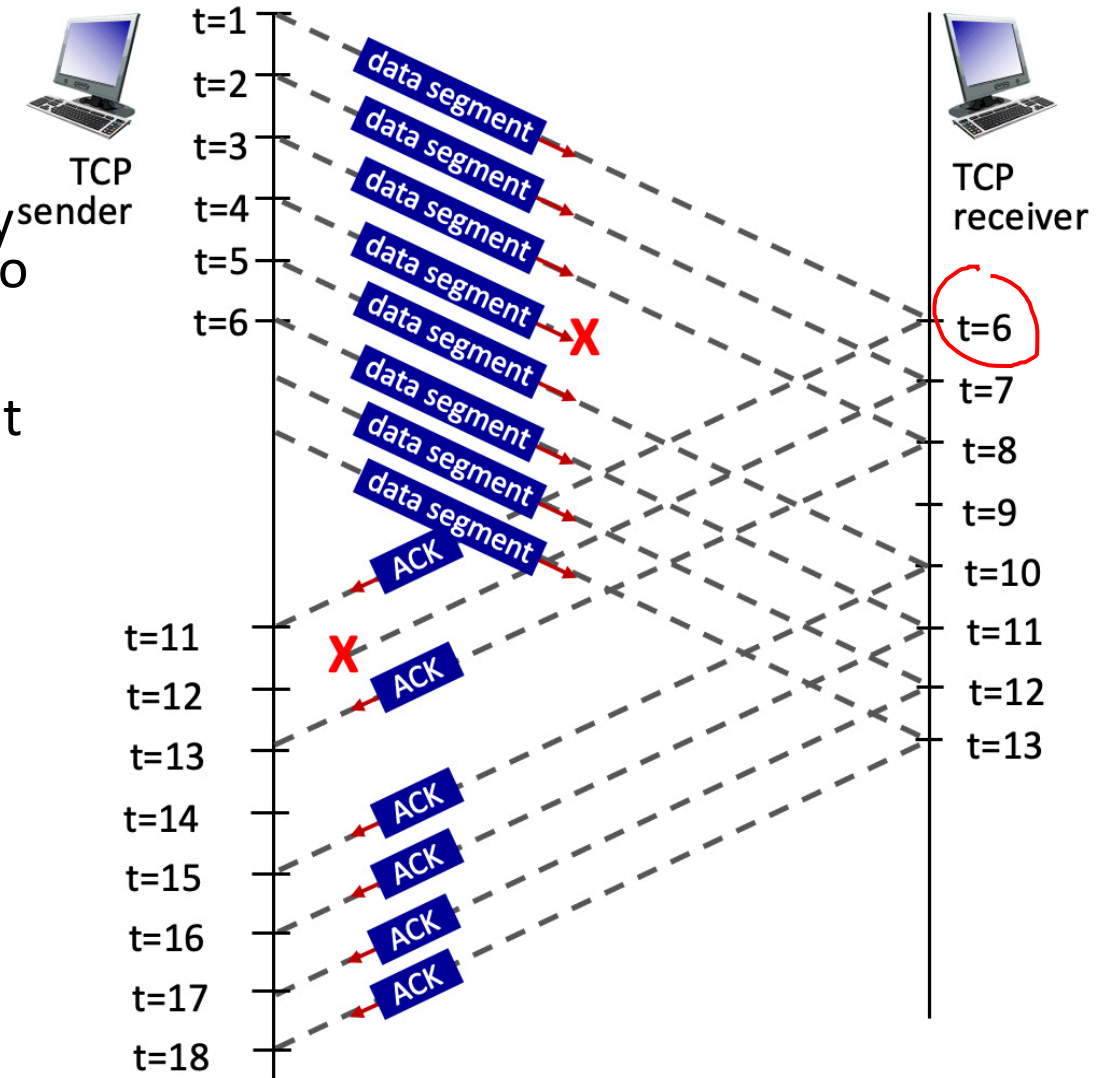 t=1
data segment
t=2
data segment
t=3
data segment
TCP
sender
TCP
receiver
y
t=4
data segment
o
t=5
data segment
t=6
X
t=6
data segment
t=7
t
data segment
t=8
data segment
t=9
ACK
t=10
t=11
X
t=11
t=12
ACK
t=12
t=13
t=13
t=14
ACK
t=15
ACK
t=16
ACK
t=17
ACK
t=18